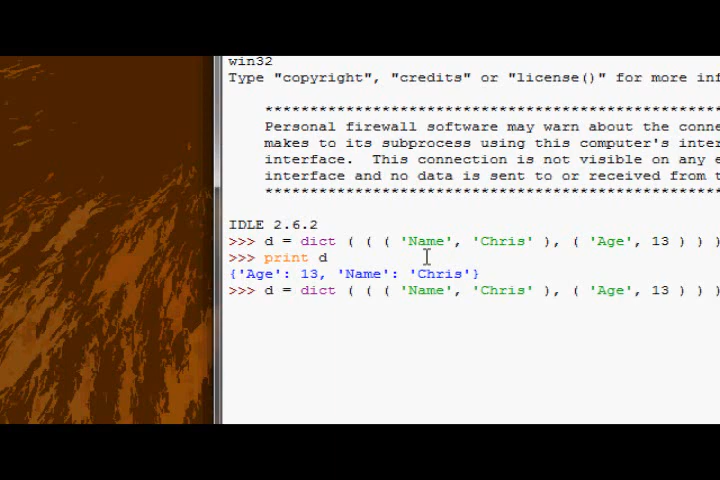 win32
Type "copyright", "credits" or "license()" for more inf
*******************************************************
Personal firewall software may warn about the conne
makes to its subprocess using this computer's inter
interface.  This connection is not visible on any e
interface and no data is sent to or received from t
*******************************************************
IDLE 2.6.2
>>> d = dict ( ( ( 'Name', 'Chris' ), ( 'Age', 13 ) ) )
>>> print d
{'Age': 13, 'Name': 'Chris'}
>>> d = dict ( ( ( 'Name', 'Chris' ), ( 'Age', 13 ) ) )